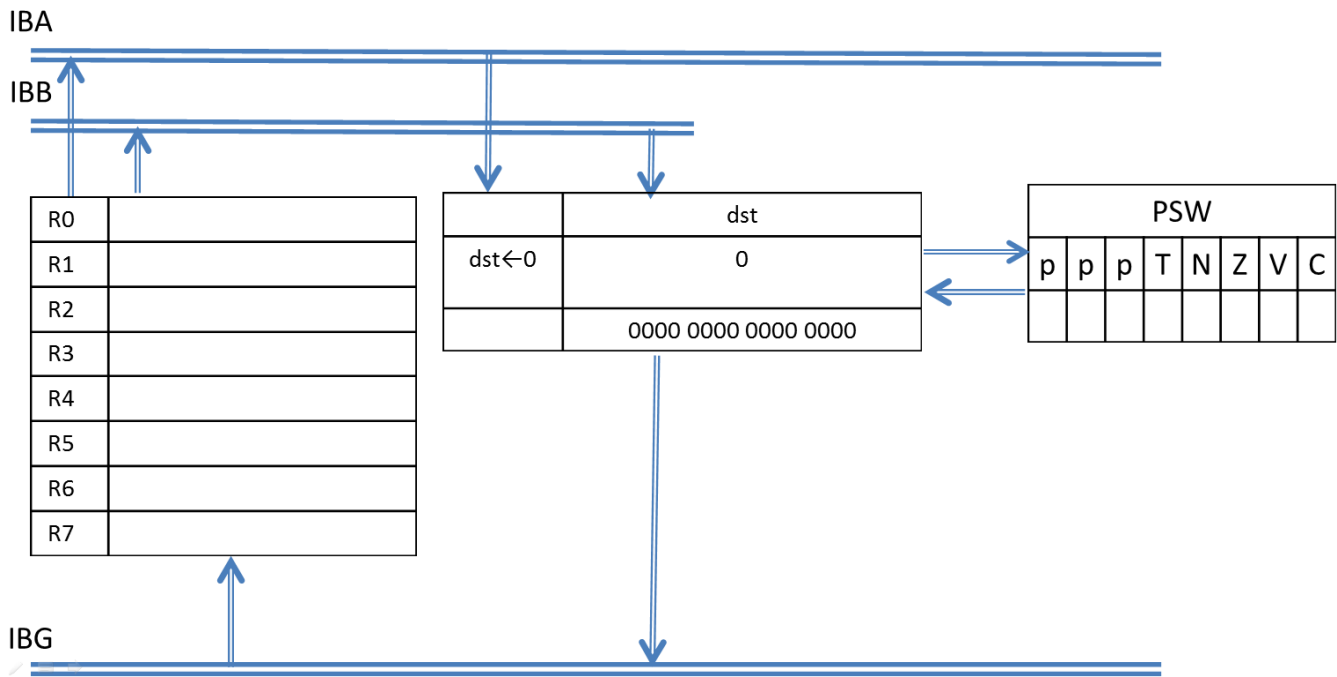 IBA
IBB
R0
R1
R2
R3
R4
R5
R6
R7
dst
dst←0 0
0000 0000 0000 0000
PSW
p p p T N Z V C
IBG